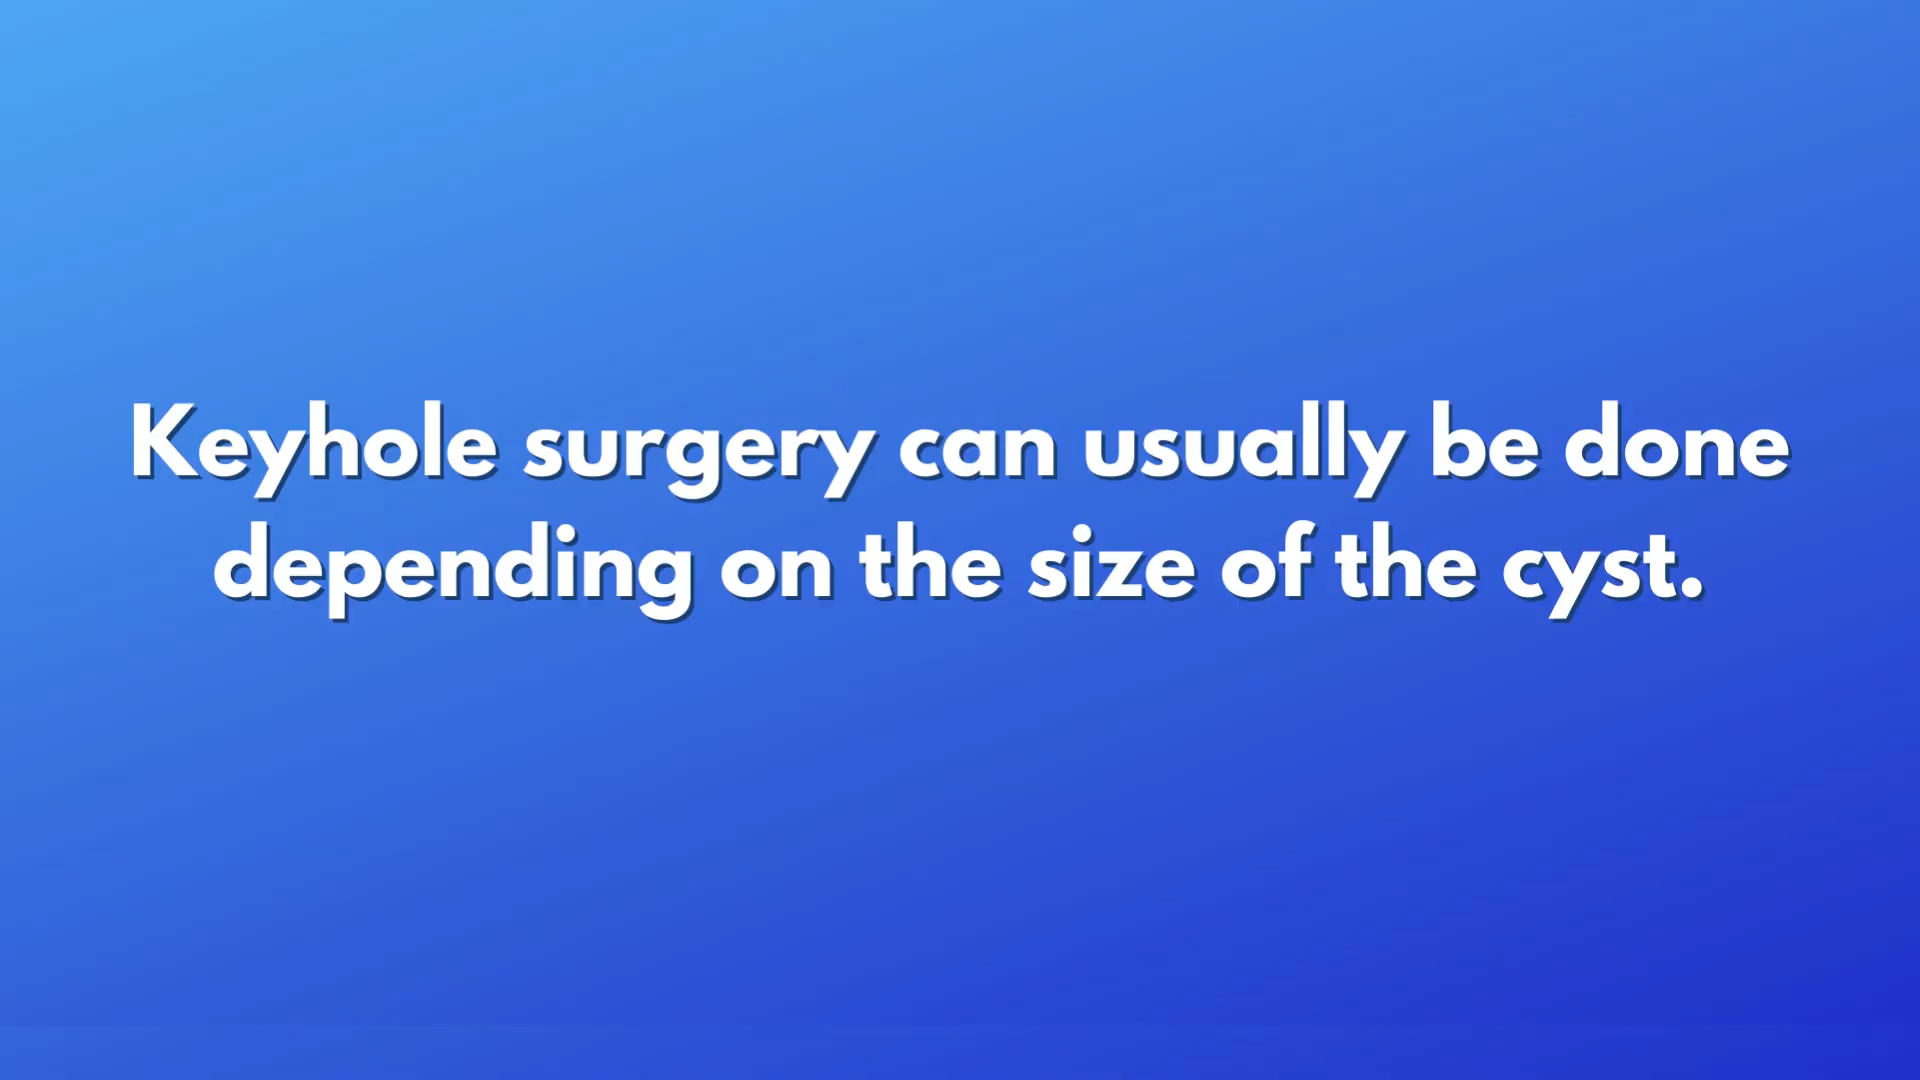 Keyhole surgery can usually be done
depending on the size of the cyst.